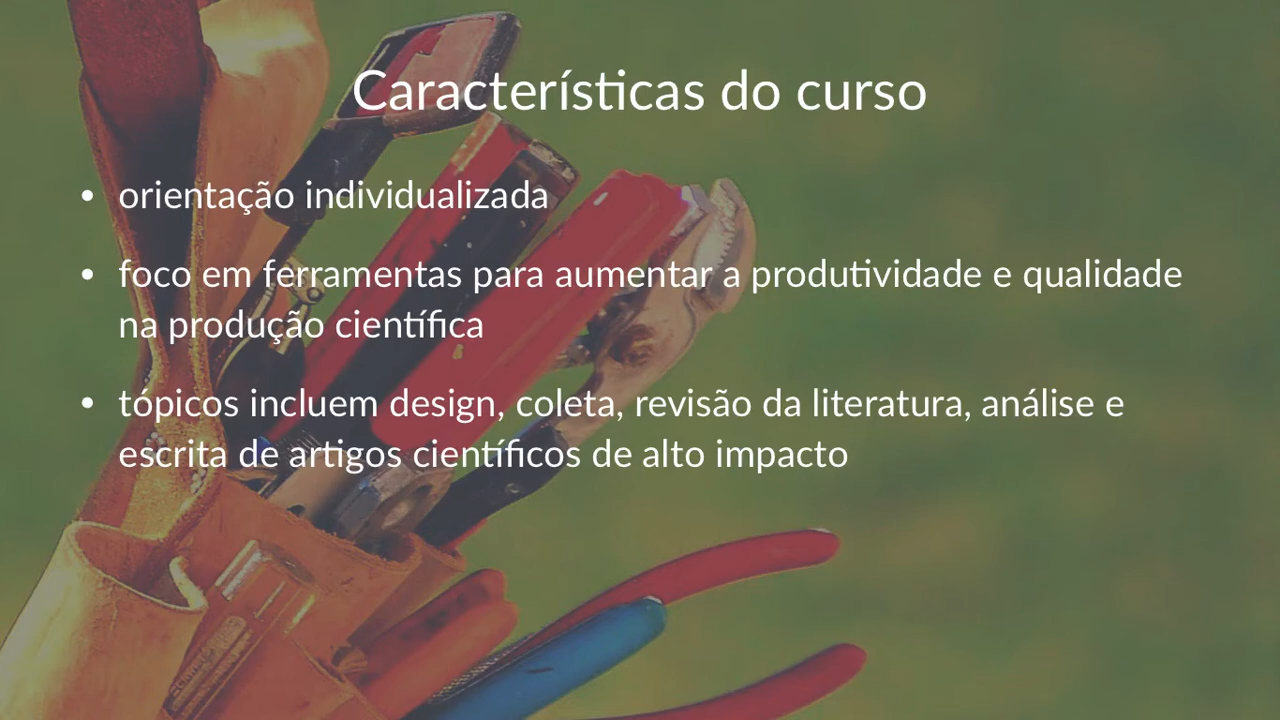 Características do curso
• orientação individualizada
• foco em ferramentas para aumentar a produtividade e qualidade
na produção científica
• tópicos incluem design, coleta, revisão da literatura, análise e
escrita de artigos científicos de alto impacto